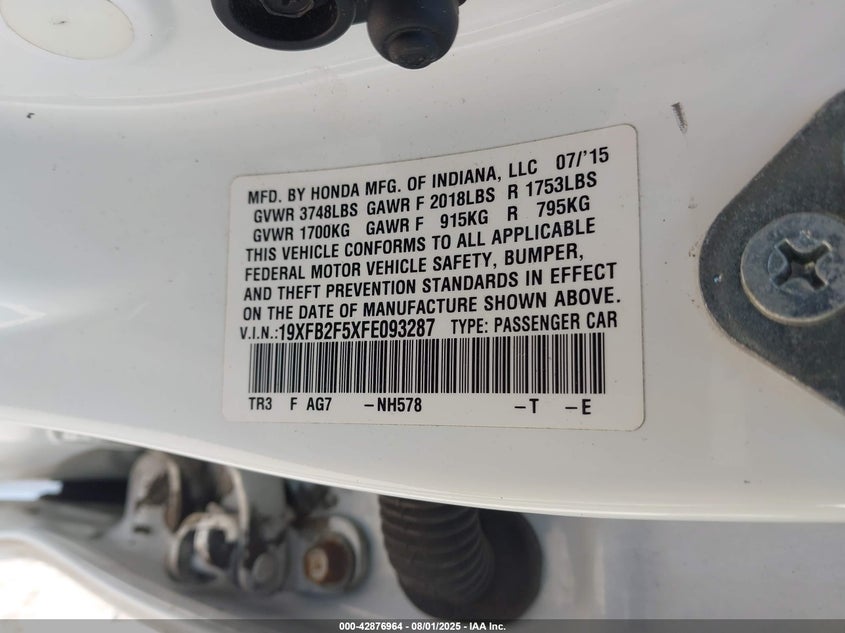 MFD. BY HONDA MFG. OF INDIANA, LLC 07/'15
GVWR 3748LBS GAWR F 2018LBS R 1753LBS
GVWR 1700KG GAWR F 915KG R 795KG
THIS VEHICLE CONFORMS TO ALL APPLICABLE
FEDERAL MOTOR VEHICLE SAFETY, BUMPER,
AND THEFT PREVENTION STANDARDS IN EFFECT
ON THE DATE OF MANUFACTURE SHOWN ABOVE.
V.I.N.:19XFB2F5XFE093287 TYPE: PASSENGER CAR
TR3 F AG7 -NH578 -T -E
000-42876964 - 08/01/2025 - IAA Inc.